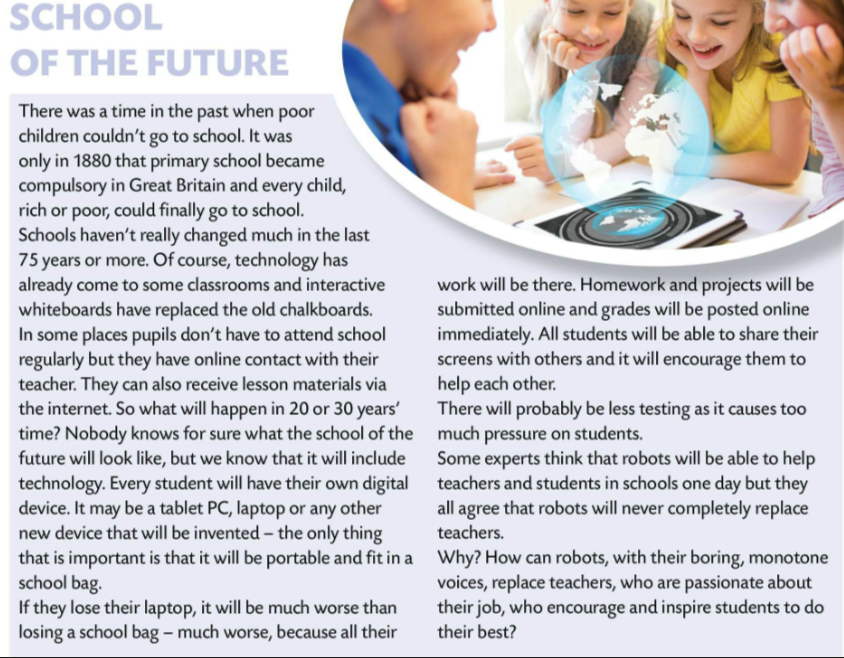 SCHOOL
OF THE FUTURE
There was a time in the past when poor
children couldn't go to school. It was
only in 1880 that primary school became
compulsory in Great Britain and every child,
rich or poor, could finally go to school.
Schools haven't really changed much in the last
75 years or more. Of course, technology has
already come to some classrooms and interactive
whiteboards have replaced the old chalkboards.
In some places pupils don't have to attend school
regularly but they have online contact with their
teacher. They can also receive lesson materials via
the internet. So what will happen in 20 or 30 years'
time? Nobody knows for sure what the school of the
future will look like, but we know that it will include
technology. Every student will have their own digital
device. It may be a tablet PC, laptop or any other
new device that will be invented – the only thing
that is important is that it will be portable and fit in a
school bag.
If they lose their laptop, it will be much worse than
losing a school bag – much worse, because all their
work will be there. Homework and projects will be
submitted online and grades will be posted online
immediately. All students will be able to share their
screens with others and it will encourage them to
help each other.
There will probably be less testing as it causes too
much pressure on students.
Some experts think that robots will be able to help
teachers and students in schools one day but they
all agree that robots will never completely replace
teachers.
Why? How can robots, with their boring, monotone
voices, replace teachers, who are passionate about
their job, who encourage and inspire students to do
their best?